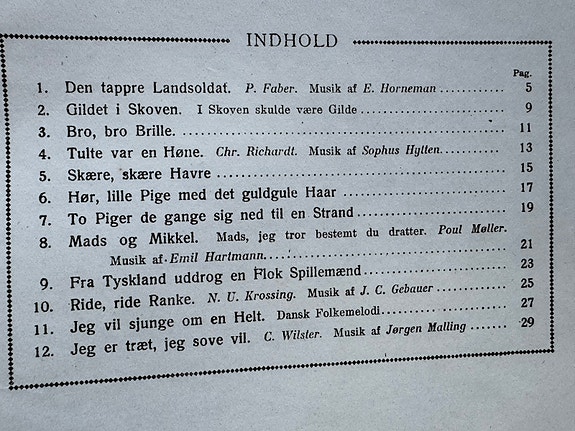 INDHOLD
Pag.
1. Den tappre Landsoldat. P. Faber. Musik af E. Horneman ........... 5
2. Gildet i Skoven. I Skoven skulde være Gilde ........... 9
3. Bro, bro Brille. ........... 11
4. Tulte var en Høne. Chr. Richardt. Musik af Sophus Hytten ........... 13
5. Skære, skære Havre ........... 15
6. Hør, lille Pige med det guldgule Haar ........... 17
7. To Piger de gange sig ned til en Strand ........... 19
8. Mads og Mikkel. Mads, jeg tror bestemt du dratter. Poul Møller.
Musik af Emil Hartmann ........... 21
9. Fra Tyskland uddrog en Flok Spillemænd ........... 23
10. Ride, ride Ranke. N. U. Krossing. Musik af J. C. Gebauer ........... 25
11. Jeg vil sjunge om en Helt. Dansk Folkemelodi ........... 27
12. Jeg er træt, jeg sove vil. C. Wilster. Musik af Jørgen Malling ....... 29